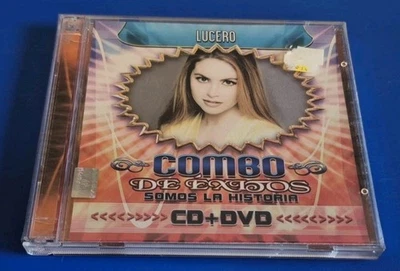 LUCERO
COMBO
DE ÉXITOS
SOMOS LA HISTORIA
<<<<<>>>> CD+DVD <<<<<>>>>